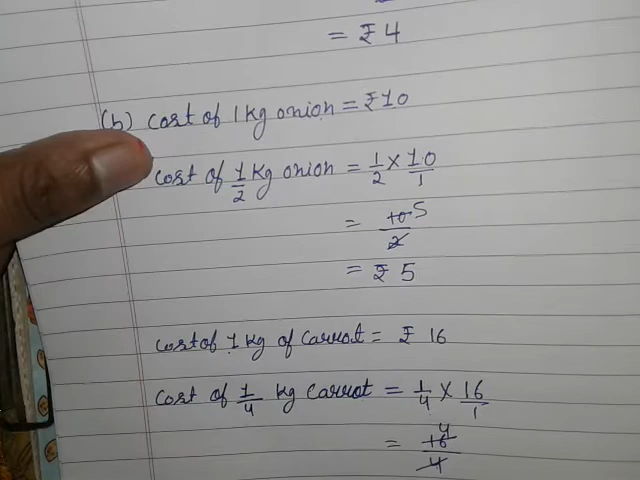 = ₹ 4
(b) cost of 1 kg onion = ₹10
cost of 1/2 kg onion = 1/2 × 10/1
= 10/2 5
= ₹ 5
cost of 1 kg of Carrot = ₹ 16
cost of 1/4 kg Carrot = 1/4 × 16/1
= 16/4 4